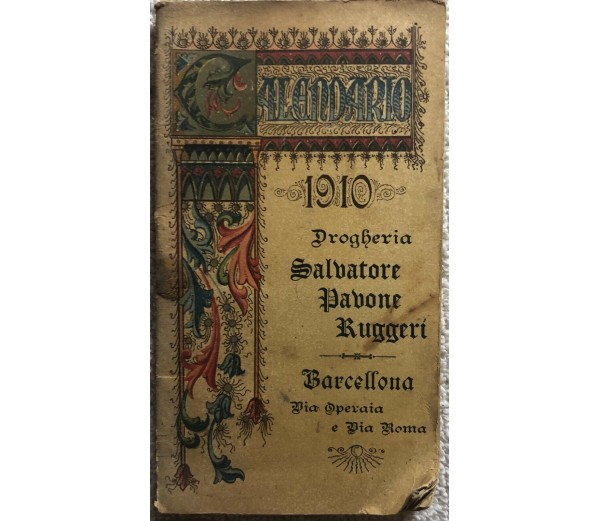 CALENDARIO
1910
Drogheria
Salvatore
Pavone
Ruggeri
Barcellona
Via Operaia
e Via Roma